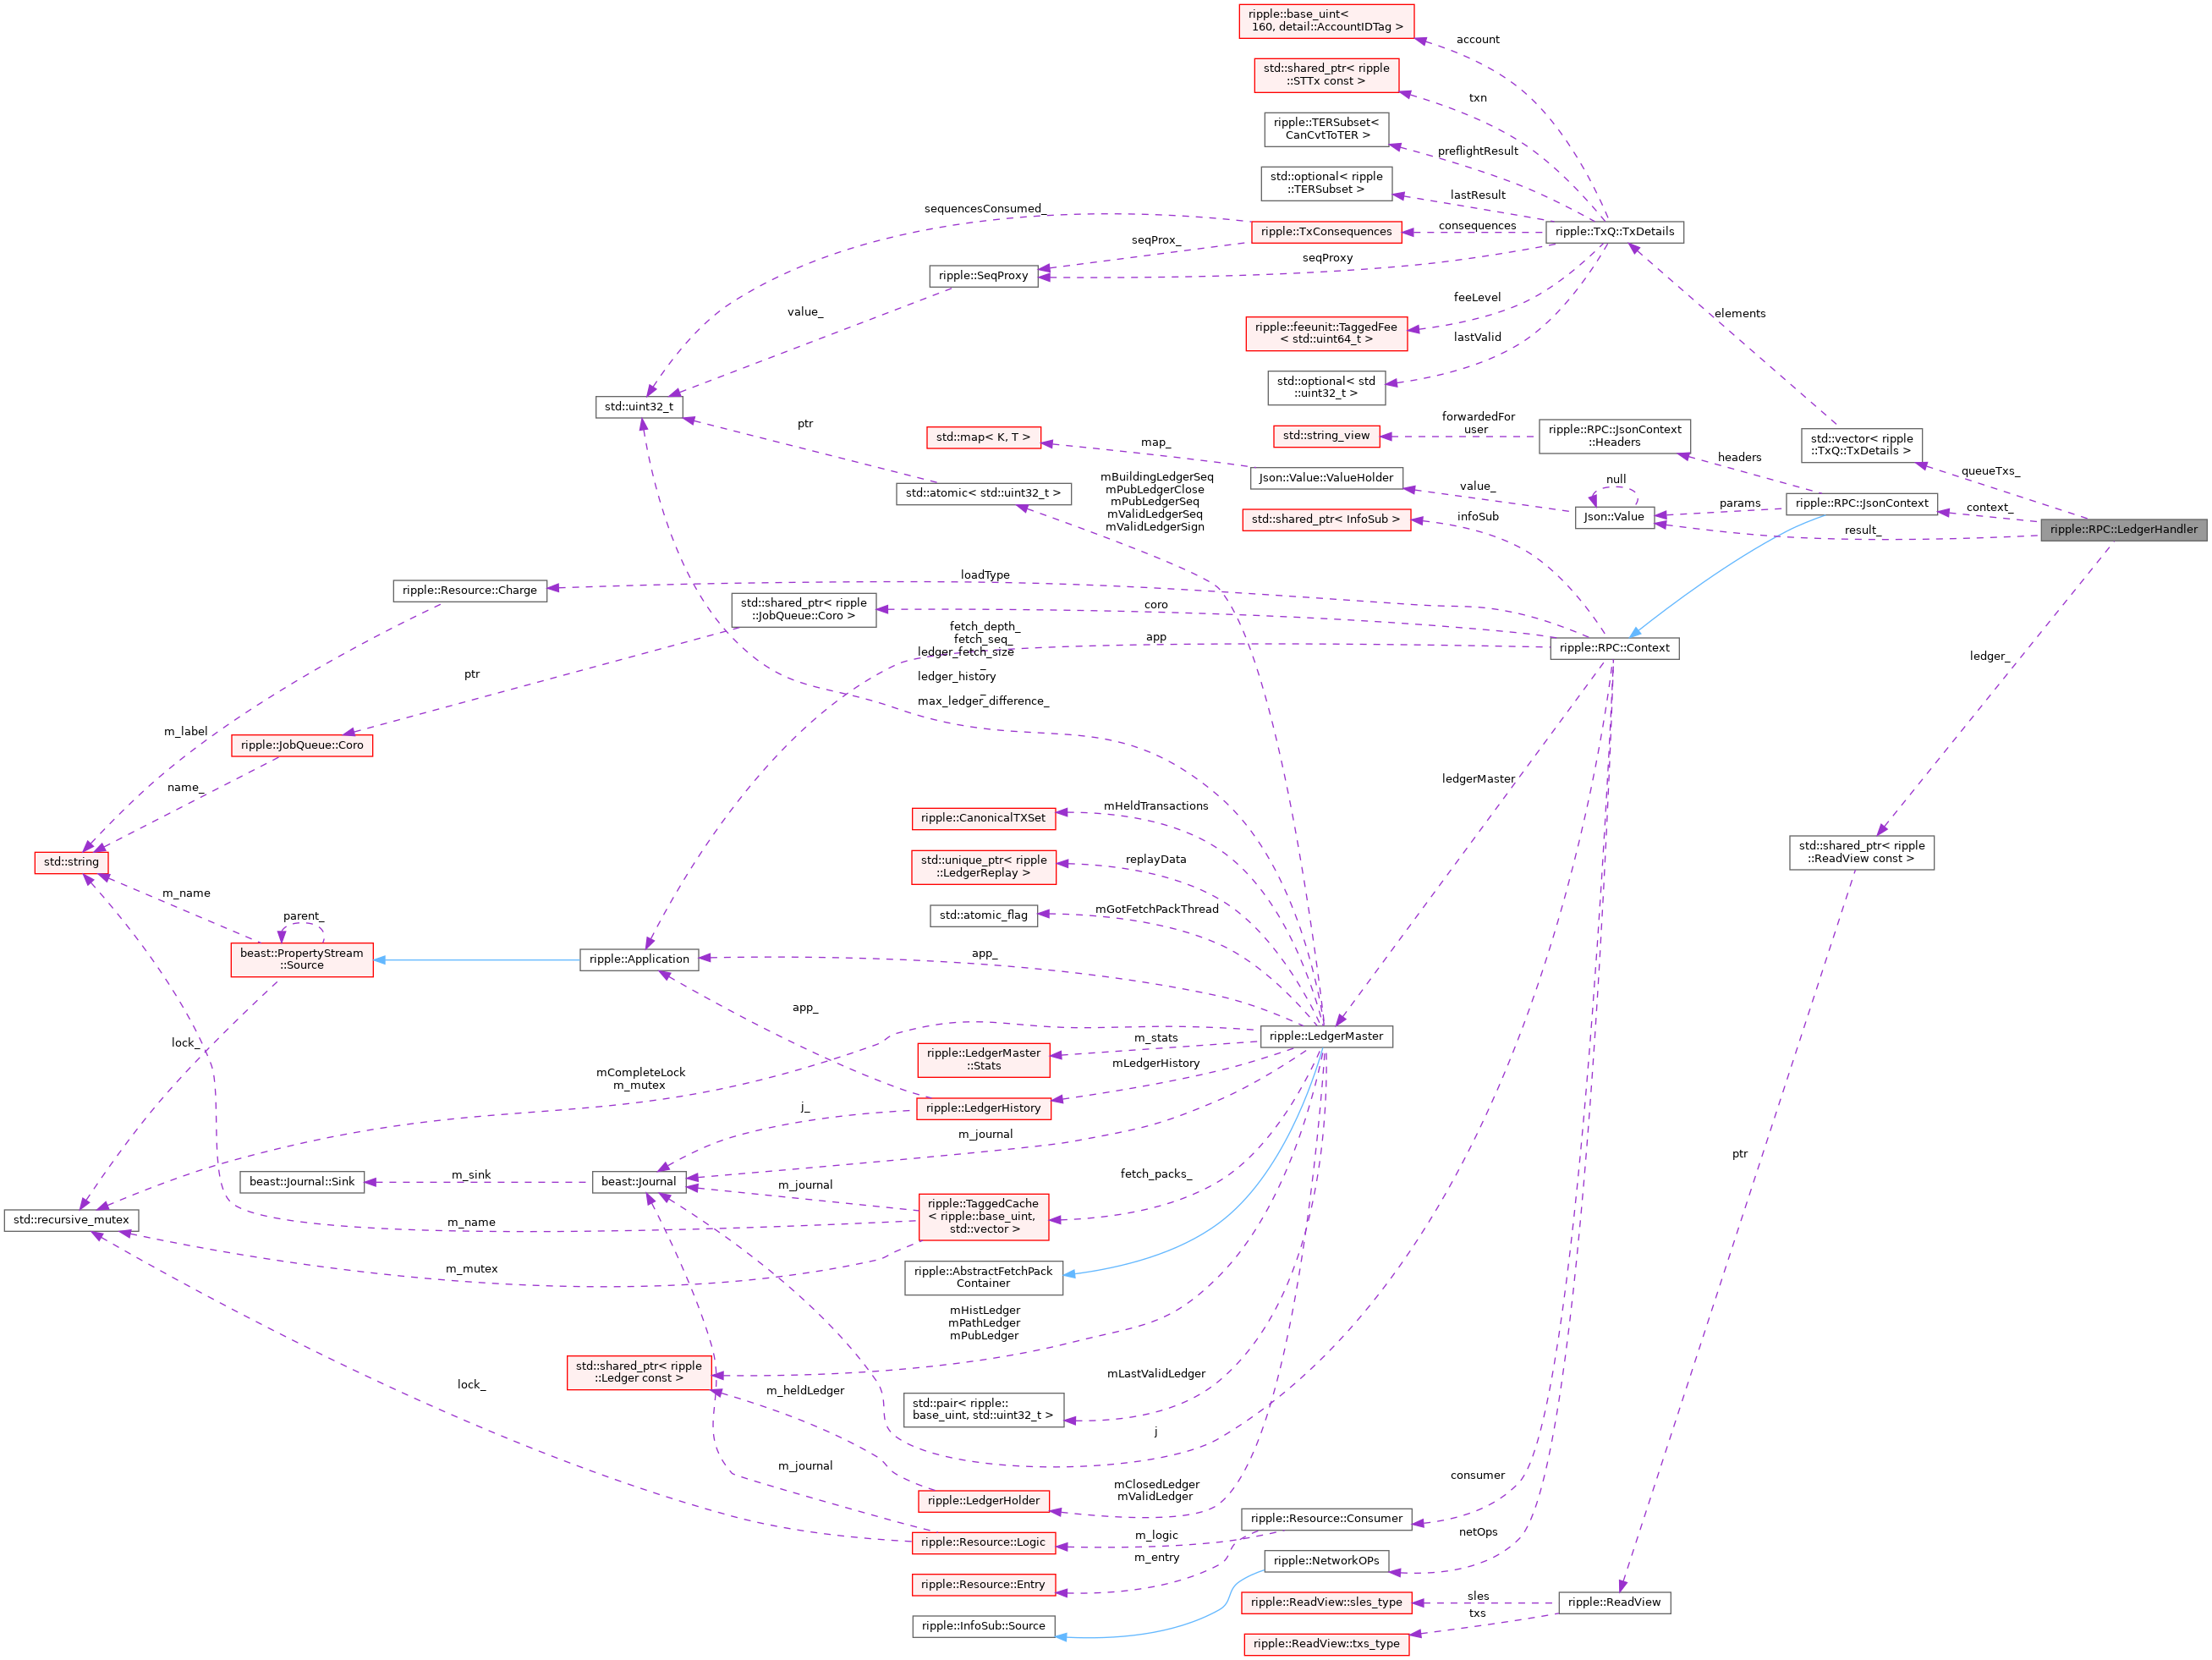 ripple::base_uint<
160, detail::AccountIDTag >
account
std::shared_ptr< ripple
::STTx const >
txn
ripple::TERSubset<
CanCvtToTER >
preflightResult
std::optional< ripple
::TERSubset >
lastResult
sequencesConsumed_
ripple::TxConsequences
consequences
ripple::TxQ::TxDetails
seqProx_
seqProxy
ripple::SeqProxy
value_
feeLevel
elements
ripple::feeunit::TaggedFee
< std::uint64_t >
lastValid
std::optional< std
::uint32_t >
std::uint32_t
ptr
std::map< K, T >
map_
std::string_view
forwardedFor
user
ripple::RPC::JsonContext
::Headers
std::vector< ripple
::TxQ::TxDetails >
headers
queueTxs_
mBuildingLedgerSeq
mPubLedgerClose
mPubLedgerSeq
mValidLedgerSeq
mValidLedgerSign
std::atomic< std::uint32_t >
Json::Value::ValueHolder
value_
null
Json::Value
params
ripple::RPC::JsonContext
context_
std::shared_ptr< InfoSub >
infoSub
result_
ripple::RPC::LedgerHandler
loadType
ripple::Resource::Charge
std::shared_ptr< ripple
::JobQueue::Coro >
coro
fetch_depth_
fetch_seq_
ledger_fetch_size
_
ledger_history
_
max_ledger_difference_
app
ripple::RPC::Context
ledger_
ptr
m_label
ripple::JobQueue::Coro
name_
ledgerMaster
ripple::CanonicalTXSet
mHeldTransactions
std::string
std::unique_ptr< ripple
::LedgerReplay >
replayData
std::shared_ptr< ripple
::ReadView const >
m_name
parent_
std::atomic_flag
mGotFetchPackThread
beast::PropertyStream
::Source
ripple::Application
app_
app_
lock_
ripple::LedgerMaster
ripple::LedgerMaster
::Stats
m_stats
mCompleteLock
m_mutex
mLedgerHistory
ripple::LedgerHistory
j_
m_journal
ptr
beast::Journal::Sink
m_sink
beast::Journal
m_journal
fetch_packs_
std::recursive_mutex
m_name
ripple::TaggedCache
< ripple::base_uint,
std::vector >
m_mutex
ripple::AbstractFetchPack
Container
mHistLedger
mPathLedger
mPubLedger
std::shared_ptr< ripple
::Ledger const >
lock_
m_heldLedger
mLastValidLedger
std::pair< ripple::
base_uint, std::uint32_t >
j
m_journal
mClosedLedger
mValidLedger
consumer
ripple::LedgerHolder
ripple::Resource::Consumer
ripple::Resource::Logic
m_logic
netOps
m_entry
ripple::NetworkOPs
ripple::Resource::Entry
ripple::ReadView::sles_type
sles
ripple::ReadView
txs
ripple::InfoSub::Source
ripple::ReadView::txs_type